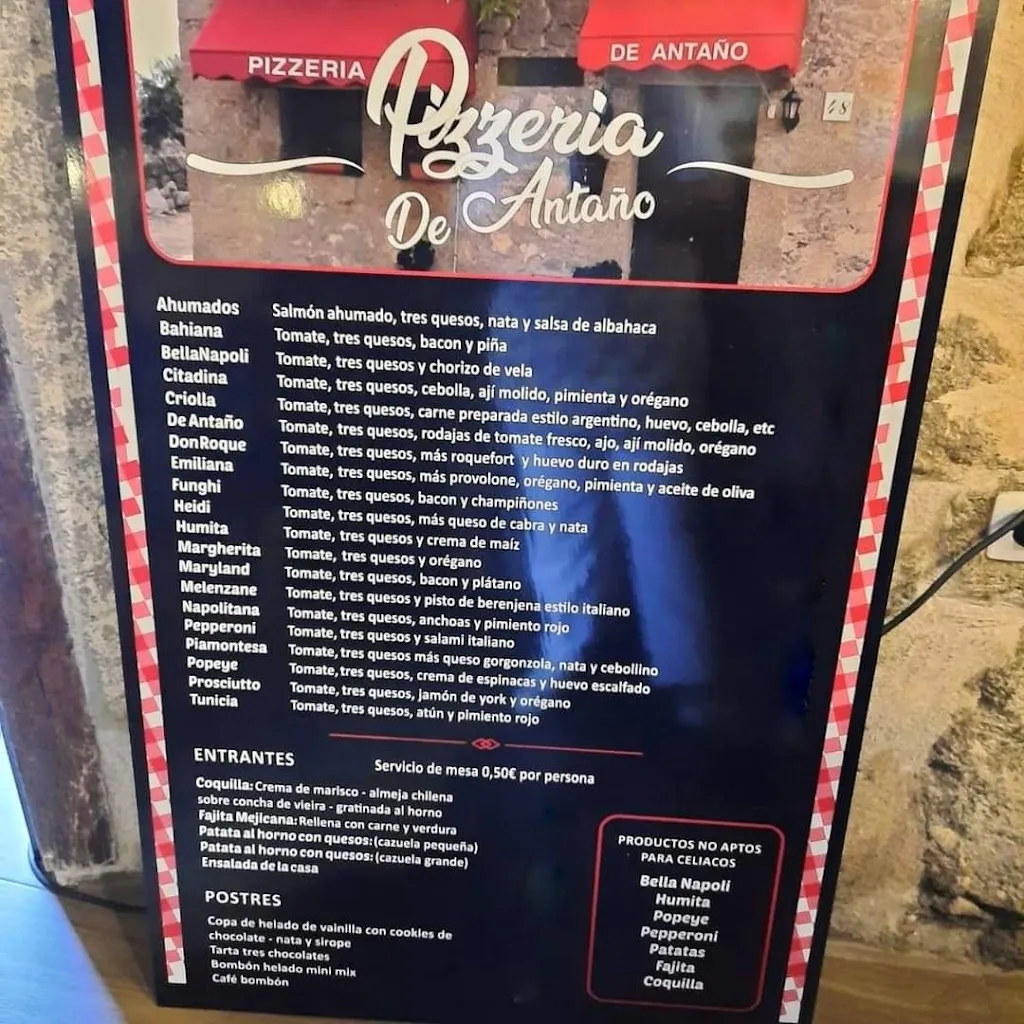 PIZZERIA
DE ANTAÑO
48
Pizzeria
De Antaño
Ahumados Salmón ahumado, tres quesos, nata y salsa de albahaca
Bahiana Tomate, tres quesos, bacon y piña
BellaNapoli Tomate, tres quesos y chorizo de vela
Citadina Tomate, tres quesos, cebolla, ají molido, pimienta y orégano
Criolla Tomate, tres quesos, carne preparada estilo argentino, huevo, cebolla, etc
De Antaño Tomate, tres quesos, rodajas de tomate fresco, ajo, ají molido, orégano
DonRoque Tomate, tres quesos, más roquefort y huevo duro en rodajas
Emiliana Tomate, tres quesos, más provolone, orégano, pimienta y aceite de oliva
Funghi Tomate, tres quesos, bacon y champiñones
Heidi Tomate, tres quesos, más queso de cabra y nata
Humita Tomate, tres quesos y crema de maíz
Margherita Tomate, tres quesos y orégano
Maryland Tomate, tres quesos, bacon y plátano
Melenzane Tomate, tres quesos y pisto de berenjena estilo italiano
Napolitana Tomate, tres quesos, anchoas y pimiento rojo
Pepperoni Tomate, tres quesos y salami italiano
Piamontesa Tomate, tres quesos más queso gorgonzola, nata y cebollino
Popeye Tomate, tres quesos, crema de espinacas y huevo escalfado
Prosciutto Tomate, tres quesos, jamón de york y orégano
Tunicia Tomate, tres quesos, atún y pimiento rojo
Servicio de mesa 0,50€ por persona
ENTRANTES
Coquilla: Crema de marisco - almeja chilena
sobre concha de vieira - gratinada al horno
Fajita Mejicana: Rellena con carne y verdura
Patata al horno con quesos: (cazuela pequeña)
Patata al horno con quesos: (cazuela grande)
Ensalada de la casa
POSTRES
Copa de helado de vainilla con cookles de
chocolate - nata y sirope
Tarta tres chocolates
Bombón helado mini mix
Café bombón
PRODUCTOS NO APTOS
PARA CELIACOS
Bella Napoli
Humita
Popeye
Pepperoni
Patatas
Fajita
Coquilla